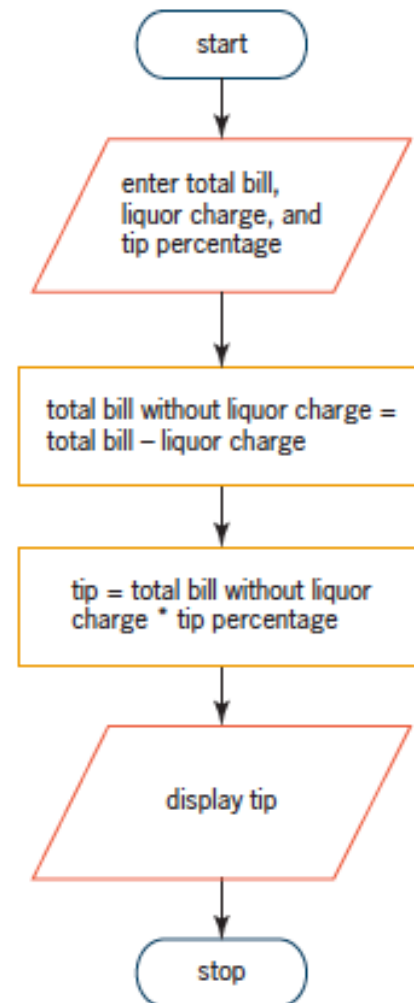 start
enter total bill,
liquor charge, and
tip percentage
total bill without liquor charge =
total bill – liquor charge
tip = total bill without liquor
charge * tip percentage
display tip
stop